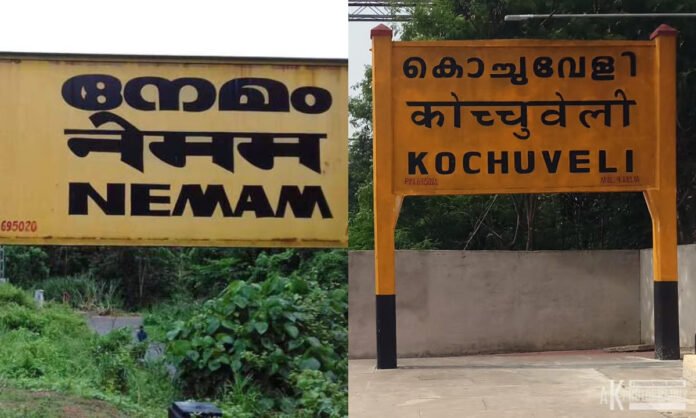 നേമം
नेमम
NEMAM
695020
കൊച്ചുവേളി
कोच्चुवेली
KOCHUVELI